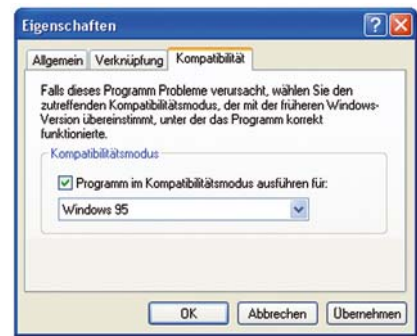 Eigenschaften
Allgemein Verknüpfung Kompatibilität
Falls dieses Programm Probleme verursacht, wählen Sie den
zutreffenden Kompatibilitätsmodus, der mit der früheren Windows-
Version übereinstimmt, unter der das Programm korrekt
funktionierte.
Kompatibilitätsmodus
Programm im Kompatibilitätsmodus ausführen für:
Windows 95
OK Abbrechen Übernehmen